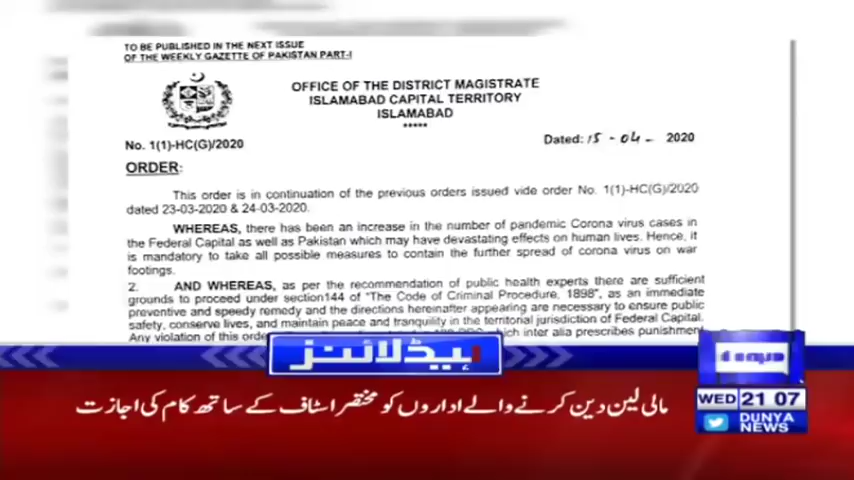 TO BE PUBLISHED IN THE NEXT ISSUE
OF THE WEEKLY GAZETTE OF PAKISTAN PART-I
OFFICE OF THE DISTRICT MAGISTRATE
ISLAMABAD CAPITAL TERRITORY
ISLAMABAD
*****
No. 1(1)-HC(G)/2020
Dated: 15-04- 2020
ORDER:
This order is in continuation of the previous orders issued vide order No. 1(1)-HC(G)/2020
dated 23-03-2020 & 24-03-2020.
WHEREAS, there has been an increase in the number of pandemic Corona virus cases in
the Federal Capital as well as Pakistan which may have devastating effects on human lives. Hence, it
is mandatory to take all possible measures to contain the further spread of corona virus on war
footings.
2. AND WHEREAS, as per the recommendation of public health experts there are sufficient
grounds to proceed under section144 of "The Code of Criminal Procedure, 1898", as an immediate
preventive and speedy remedy and the directions hereinafter appearing are necessary to ensure public
safety, conserve lives, and maintain peace and tranquility in the territorial jurisdiction of Federal Capital.
Any violation of this order which inter alia prescribes punishment
ہیڈلائنز
مالی لین دین کرنے والے اداروں کو مختصر اسٹاف کے ساتھ کام کی اجازت
WED 21 07
DUNYA
NEWS